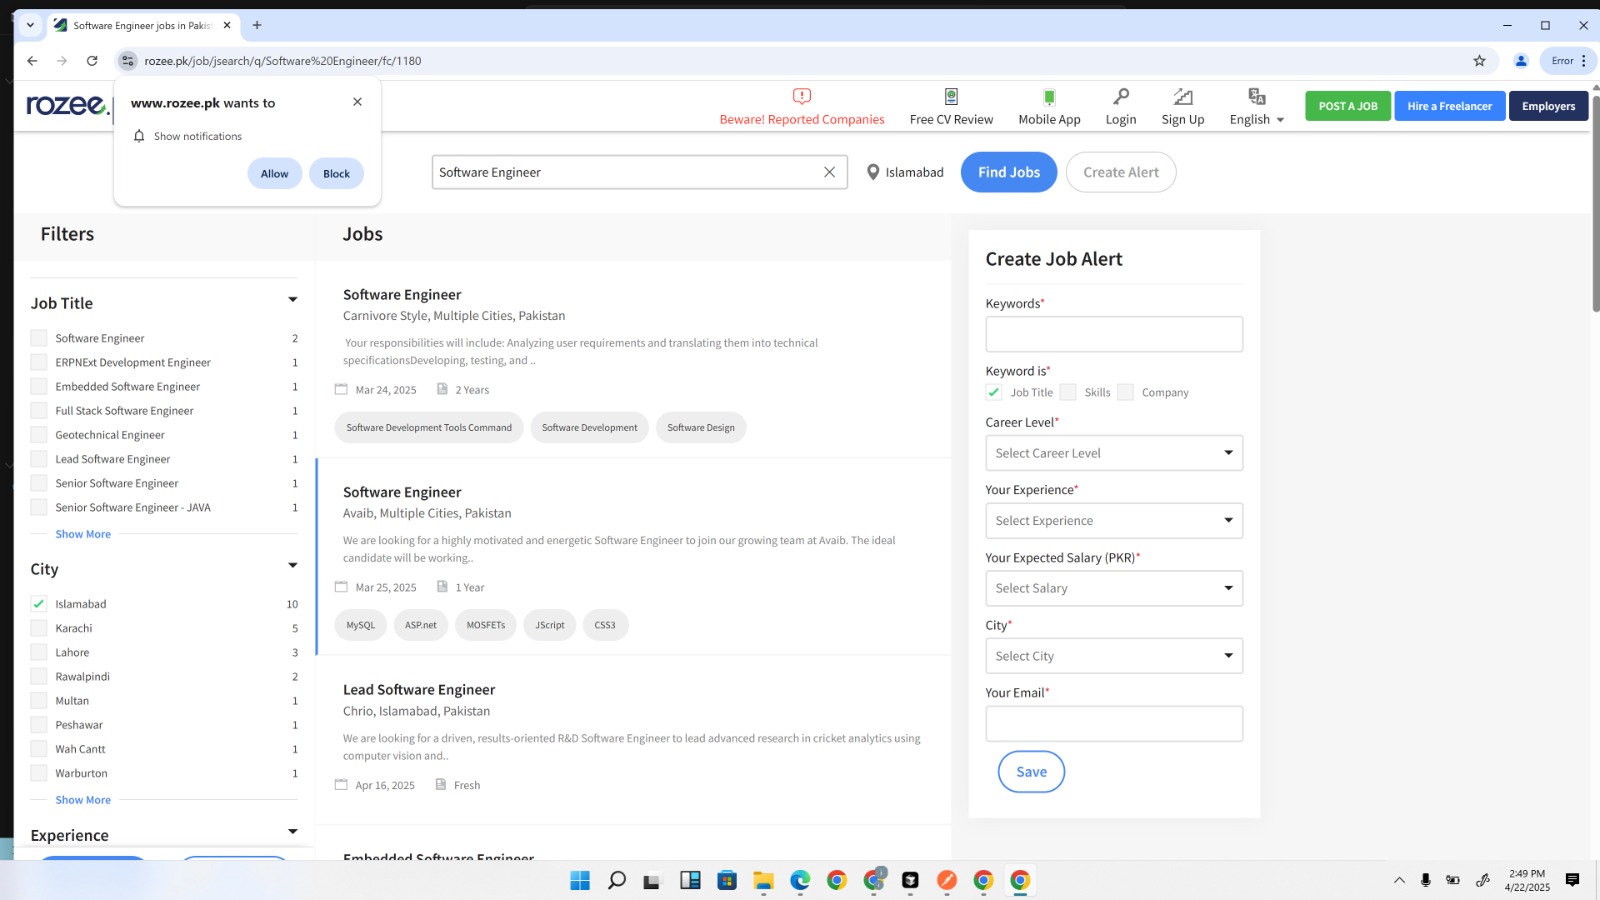 Software Engineer jobs in Pakis
rozee.pk/job/jsearch/q/Software%20Engineer/fc/1180
Error
www.rozee.pk wants to
Show notifications
Allow
Block
rozee.
Beware! Reported Companies
Free CV Review
Mobile App
Login
Sign Up
English
POST A JOB
Hire a Freelancer
Employers
Software Engineer
Islamabad
Find Jobs
Create Alert
Filters
Job Title
Software Engineer 2
ERPNExt Development Engineer 1
Embedded Software Engineer 1
Full Stack Software Engineer 1
Geotechnical Engineer 1
Lead Software Engineer 1
Senior Software Engineer 1
Senior Software Engineer - JAVA 1
Show More
City
Islamabad 10
Karachi 5
Lahore 3
Rawalpindi 2
Multan 1
Peshawar 1
Wah Cantt 1
Warburton 1
Show More
Experience
Jobs
Software Engineer
Carnivore Style, Multiple Cities, Pakistan
Your responsibilities will include: Analyzing user requirements and translating them into technical
specificationsDeveloping, testing, and ..
Mar 24, 2025 2 Years
Software Development Tools Command Software Development Software Design
Software Engineer
Avaib, Multiple Cities, Pakistan
We are looking for a highly motivated and energetic Software Engineer to join our growing team at Avaib. The ideal
candidate will be working..
Mar 25, 2025 1 Year
MySQL ASP.net MOSFETs JScript CSS3
Lead Software Engineer
Chrio, Islamabad, Pakistan
We are looking for a driven, results-oriented R&D Software Engineer to lead advanced research in cricket analytics using
computer vision and..
Apr 16, 2025 Fresh
Embedded Software Engineer
Create Job Alert
Keywords*
Keyword is*
Job Title Skills Company
Career Level*
Select Career Level
Your Experience*
Select Experience
Your Expected Salary (PKR)*
Select Salary
City*
Select City
Your Email*
Save
2:49 PM
4/22/2025